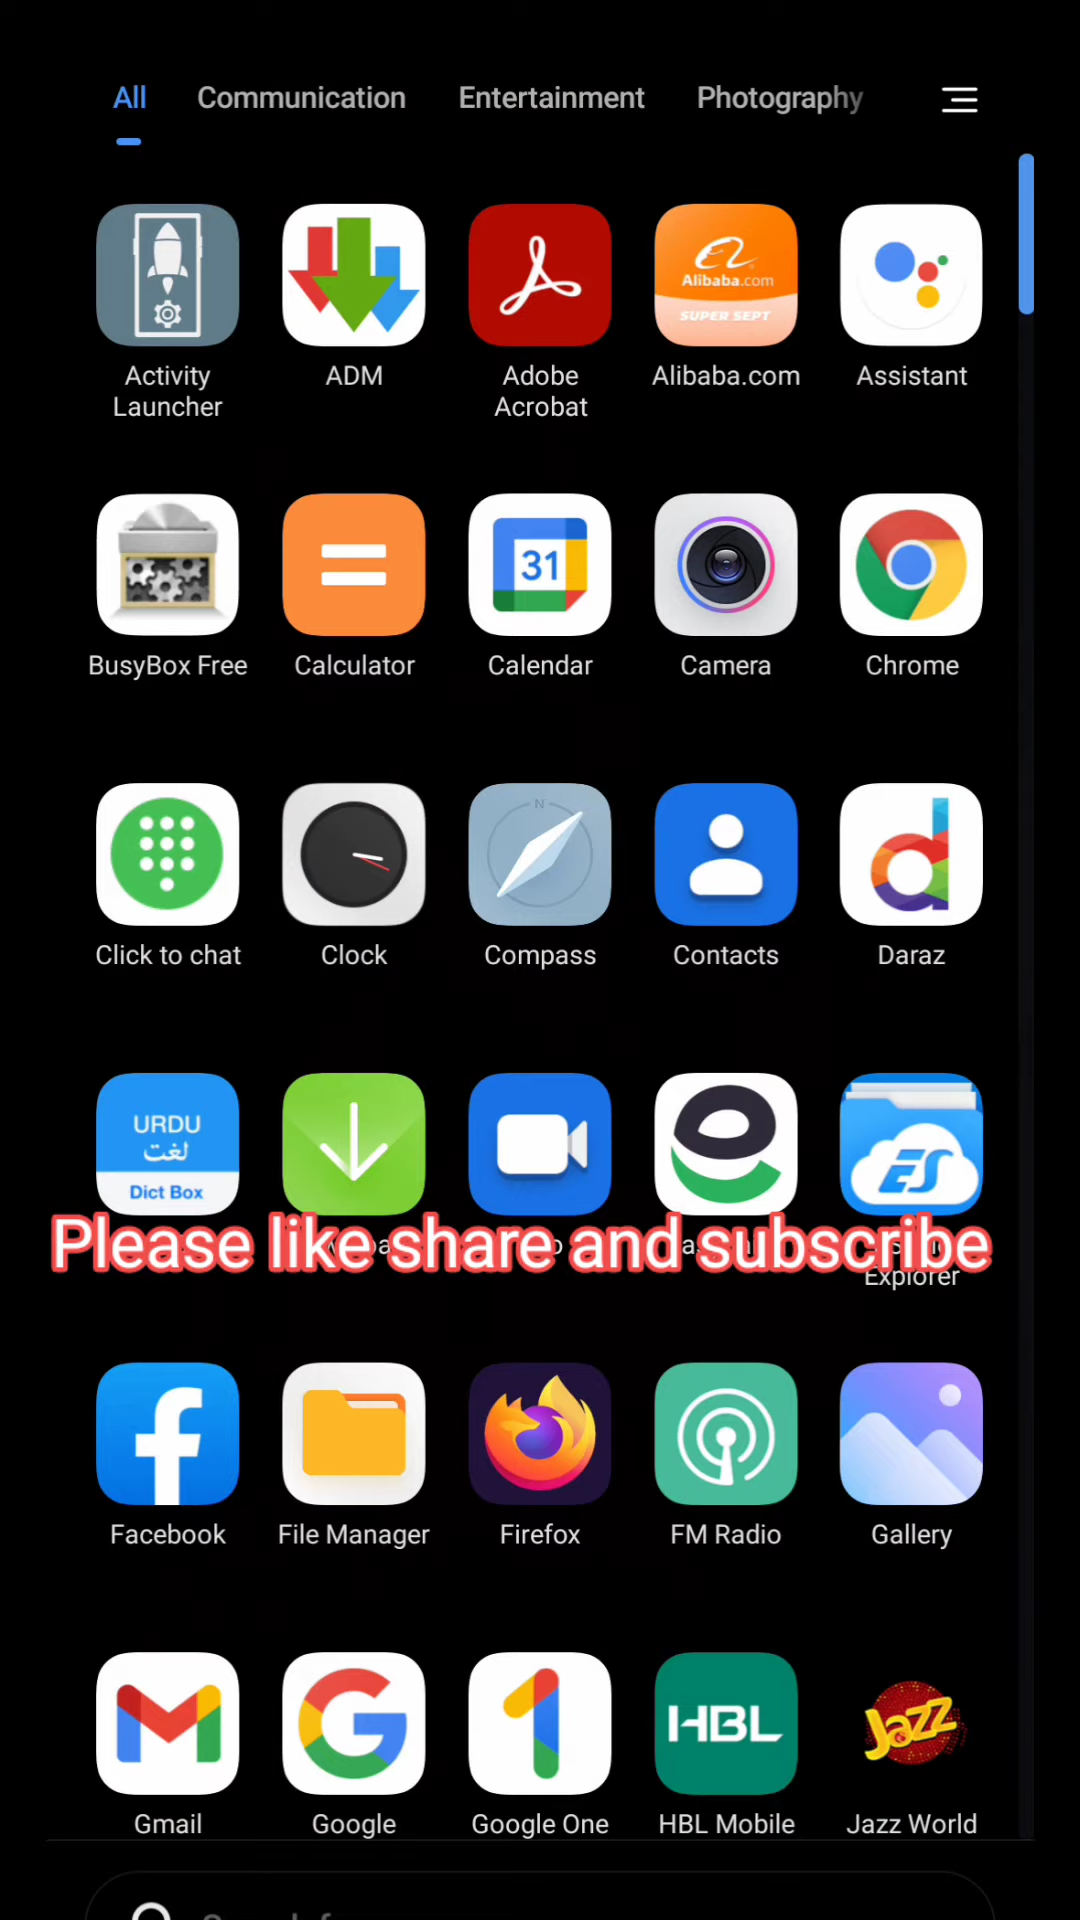 All Communication Entertainment Photography
Alibaba.com
SUPER SEPT
Activity Launcher
ADM
Adobe Acrobat
Alibaba.com
Assistant
31
BusyBox Free
Calculator
Calendar
Camera
Chrome
N
Click to chat
Clock
Compass
Contacts
Daraz
URDU
لغت
Dict Box
ES
Please like share and subscribe
Explorer
Facebook
File Manager
Firefox
FM Radio
Gallery
HBL
Jazz
Gmail
Google
Google One
HBL Mobile
Jazz World